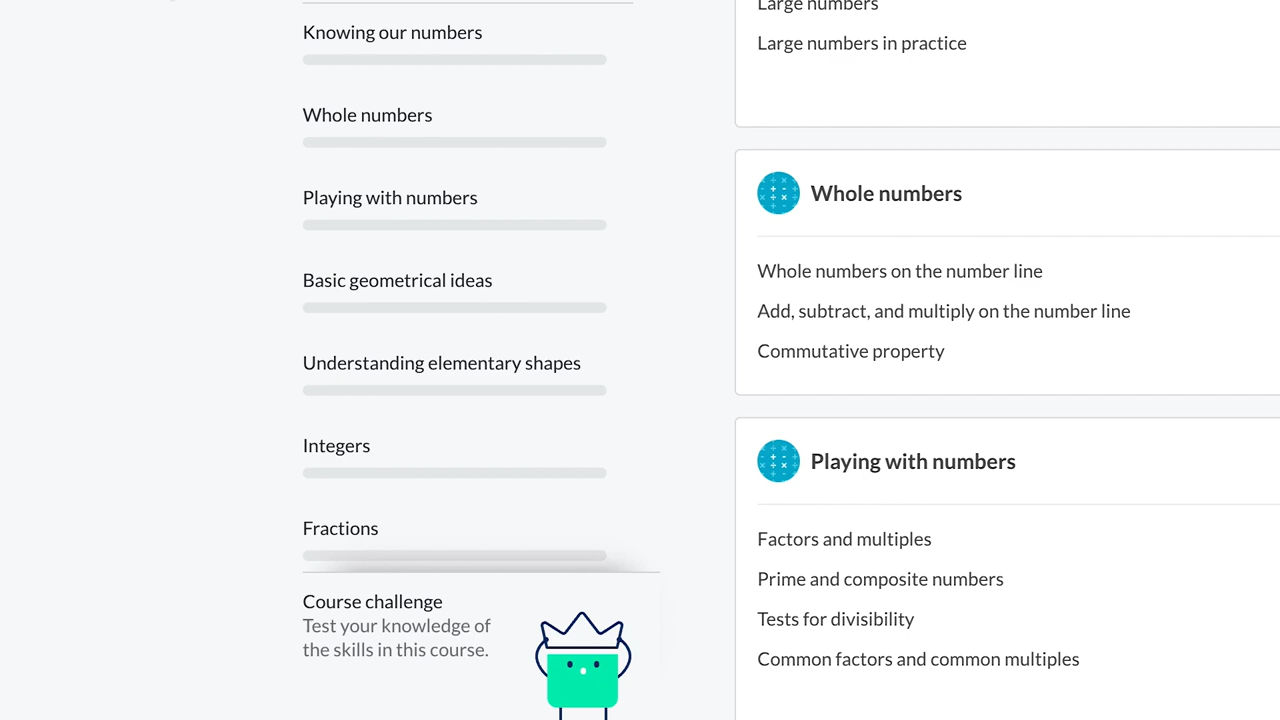 Knowing our numbers
Whole numbers
Playing with numbers
Basic geometrical ideas
Understanding elementary shapes
Integers
Fractions
Course challenge
Test your knowledge of
the skills in this course.
Large numbers
Large numbers in practice
Whole numbers
Whole numbers on the number line
Add, subtract, and multiply on the number line
Commutative property
Playing with numbers
Factors and multiples
Prime and composite numbers
Tests for divisibility
Common factors and common multiples